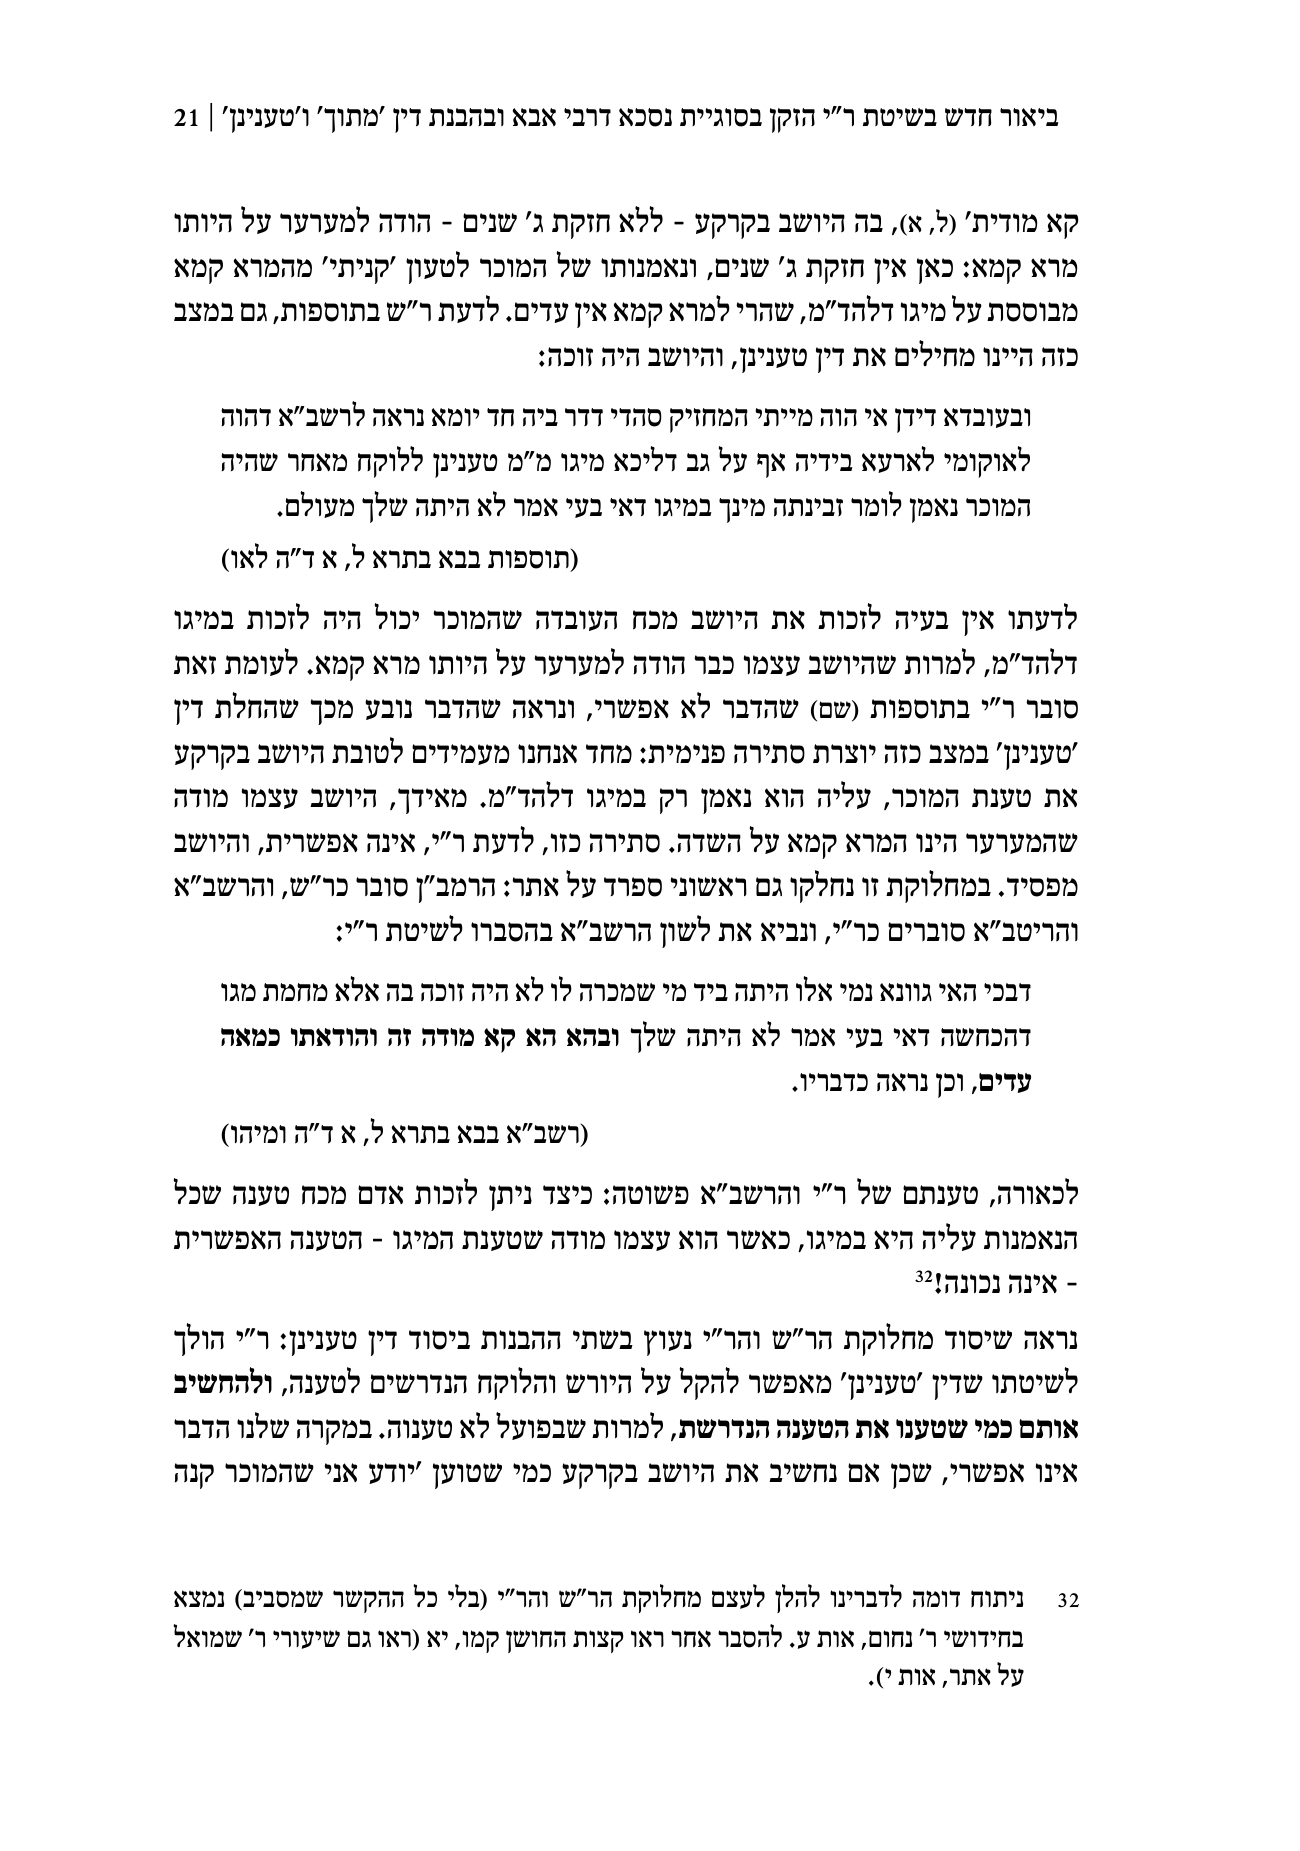 ביאור חדש בשיטת ר"י הזקן בסוגיית נסכא דרבי אבא ובהבנת דין 'מתוך' ו'טענינן' | 21
קא מודית' (ל, א), בה היושב בקרקע - ללא חזקת ג' שנים - הודה למערער על היותו
מרא קמא: כאן אין חזקת ג' שנים, ונאמנותו של המוכר לטעון 'קניתי' מהמרא קמא
מבוססת על מיגו דלהד"מ, שהרי למרא קמא אין עדים. לדעת ר"ש בתוספות, גם במצב
כזה היינו מחילים את דין טענינן, והיושב היה זוכה:
ובעובדא דידן אי הוה מייתי המחזיק סהדי דדר ביה חד יומא נראה לרשב"א דהוה
לאוקומי לארעא בידיה אף על גב דליכא מיגו מ"מ טענינן ללוקח מאחר שהיה
המוכר נאמן לומר זבינתה מינך במיגו דאי בעי אמר לא היתה שלך מעולם.
(תוספות בבא בתרא ל, א ד"ה לאו)
לדעתו אין בעיה לזכות את היושב מכח העובדה שהמוכר יכול היה לזכות במיגו
דלהד"מ, למרות שהיושב עצמו כבר הודה למערער על היותו מרא קמא. לעומת זאת
סובר ר"י בתוספות (שם) שהדבר לא אפשרי, ונראה שהדבר נובע מכך שהחלת דין
'טענינן' במצב כזה יוצרת סתירה פנימית: מחד אנחנו מעמידים לטובת היושב בקרקע
את טענת המוכר, עליה הוא נאמן רק במיגו דלהד"מ. מאידך, היושב עצמו מודה
שהמערער הינו המרא קמא על השדה. סתירה כזו, לדעת ר"י, אינה אפשרית, והיושב
מפסיד. במחלוקת זו נחלקו גם ראשוני ספרד על אתר: הרמב"ן סובר כר"ש, והרשב"א
והריטב"א סוברים כר"י, ונביא את לשון הרשב"א בהסברו לשיטת ר"י:
דבכי האי גוונא נמי אלו היתה ביד מי שמכרה לו לא היה זוכה בה אלא מחמת מגו
דהכחשה דאי בעי אמר לא היתה שלך ובהא הא קא מודה זה והודאתו כמאה
עדים, וכן נראה כדבריו.
(רשב"א בבא בתרא ל, א ד"ה ומיהו)
לכאורה, טענתם של ר"י והרשב"א פשוטה: כיצד ניתן לזכות אדם מכח טענה שכל
הנאמנות עליה היא במיגו, כאשר הוא עצמו מודה שטענת המיגו - הטענה האפשרית
- אינה נכונה!32
נראה שיסוד מחלוקת הר"ש והר"י נעוץ בשתי ההבנות ביסוד דין טענינן: ר"י הולך
לשיטתו שדין 'טענינן' מאפשר להקל על היורש והלוקח הנדרשים לטענה, ולהחשיב
אותם כמי שטענו את הטענה הנדרשת, למרות שבפועל לא טענוה. במקרה שלנו הדבר
אינו אפשרי, שכן אם נחשיב את היושב בקרקע כמי שטוען 'יודע אני שהמוכר קנה
32 ניתוח דומה לדברינו להלן לעצם מחלוקת הר"ש והר"י (בלי כל ההקשר שמסביב) נמצא
בחידושי ר' נחום, אות ע. להסבר אחר ראו קצות החושן קמו, יא (ראו גם שיעורי ר' שמואל
על אתר, אות י).